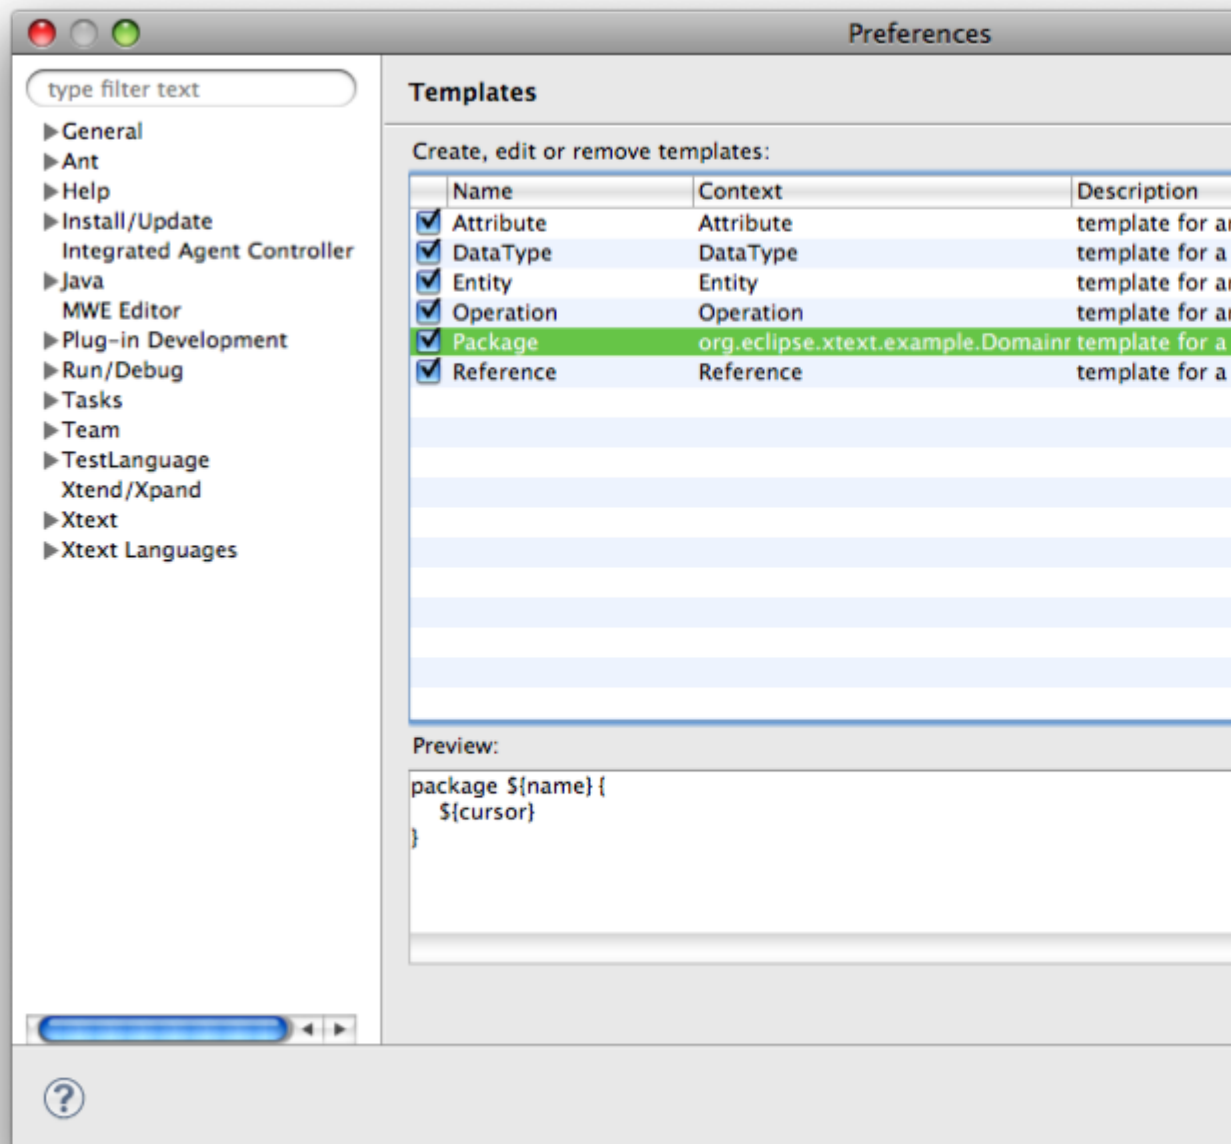 Preferences
type filter text
General
Ant
Help
Install/Update
Integrated Agent Controller
Java
MWE Editor
Plug-in Development
Run/Debug
Tasks
Team
TestLanguage
Xtend/Xpand
Xtext
Xtext Languages
Templates
Create, edit or remove templates:
Name Context Description
Attribute Attribute template for
DataType DataType template for a
Entity Entity template for
Operation Operation template for
Package org.eclipse.xtext.example.Domain template for a
Reference Reference template for a
Preview:
package ${name} {
${cursor}
}
?